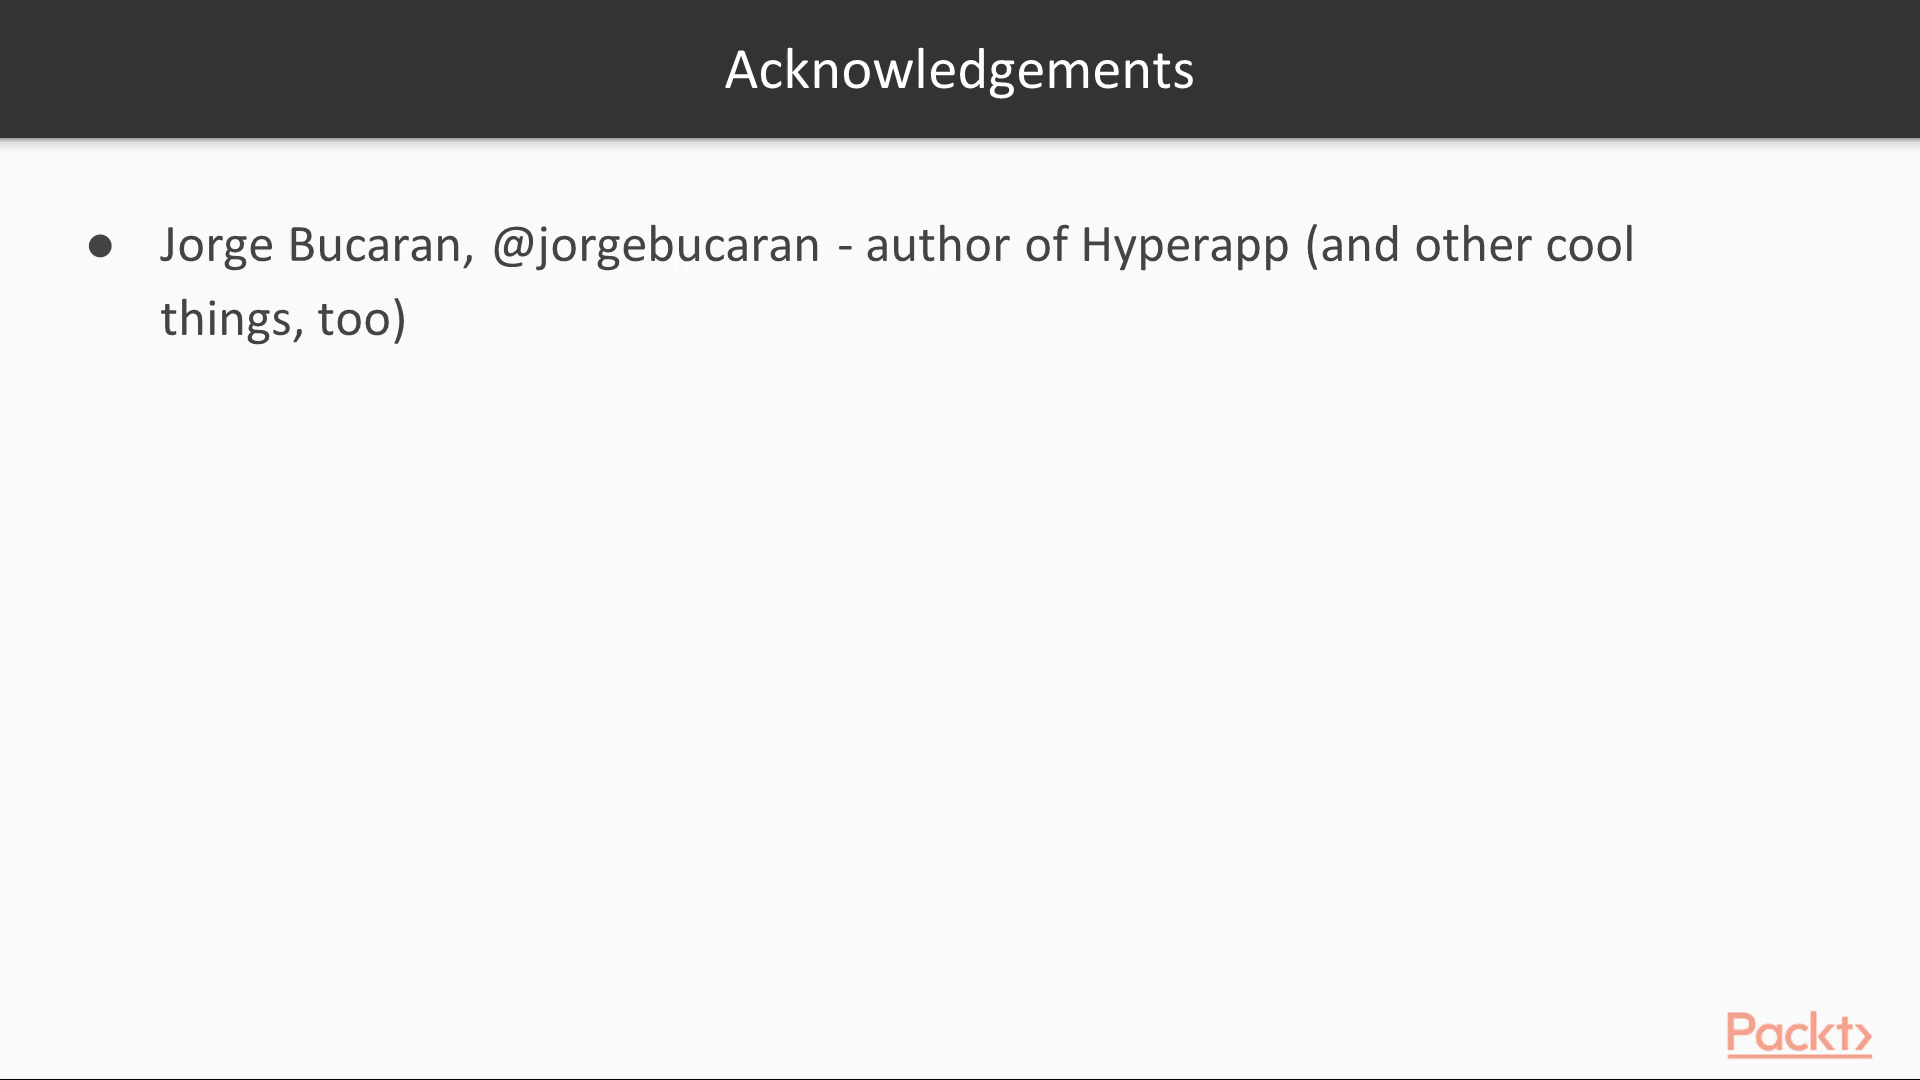 Acknowledgements
● Jorge Bucaran, @jorgebucaran - author of Hyperapp (and other cool
things, too)
Packt>